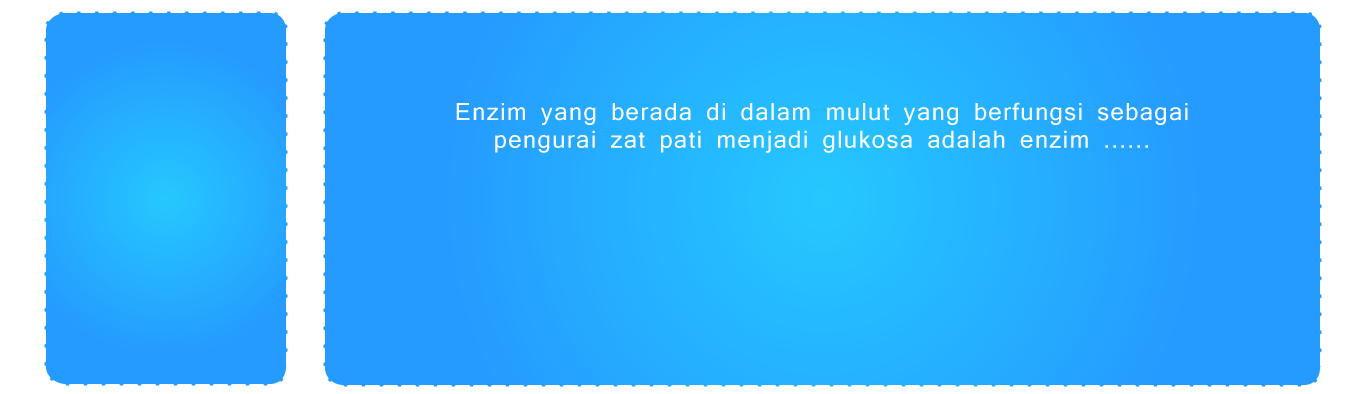 Enzim yang berada di dalam mulut yang berfungsi sebagai
pengurai zat pati menjadi glukosa adalah enzim ......